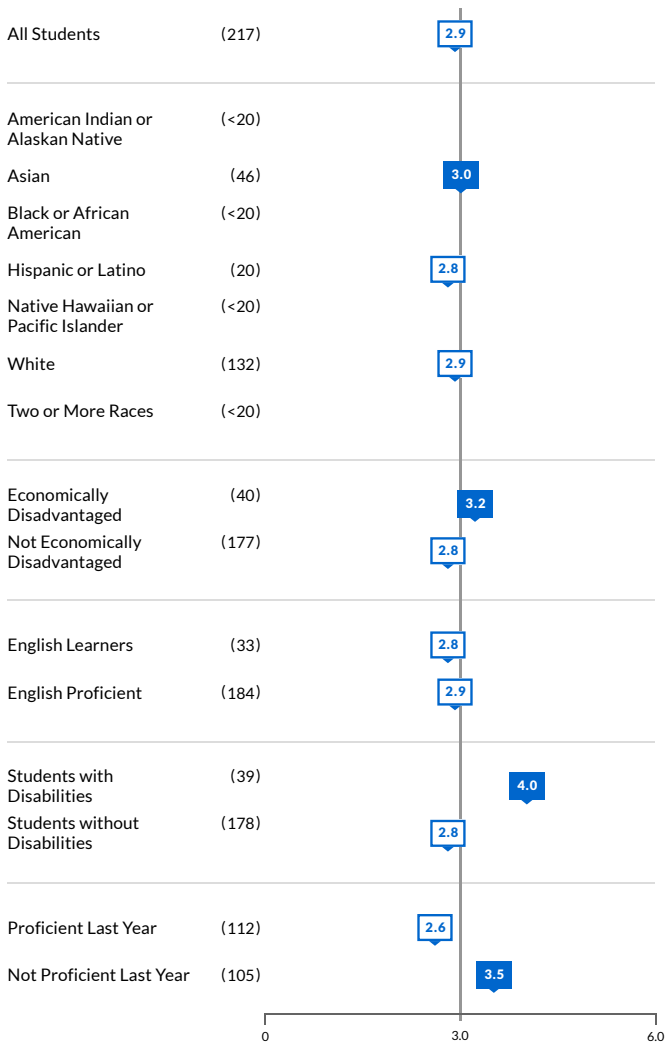 All Students (217) 2.9
American Indian or (<20)
Alaskan Native
Asian (46) 3.0
Black or African (<20)
American
Hispanic or Latino (20) 2.8
Native Hawaiian or (<20)
Pacific Islander
White (132) 2.9
Two or More Races (<20)
Economically (40) 3.2
Disadvantaged
Not Economically (177) 2.8
Disadvantaged
English Learners (33) 2.8
English Proficient (184) 2.9
Students with (39) 4.0
Disabilities
Students without (178) 2.8
Disabilities
Proficient Last Year (112) 2.6
Not Proficient Last Year (105) 3.5
0 3.0 6.0